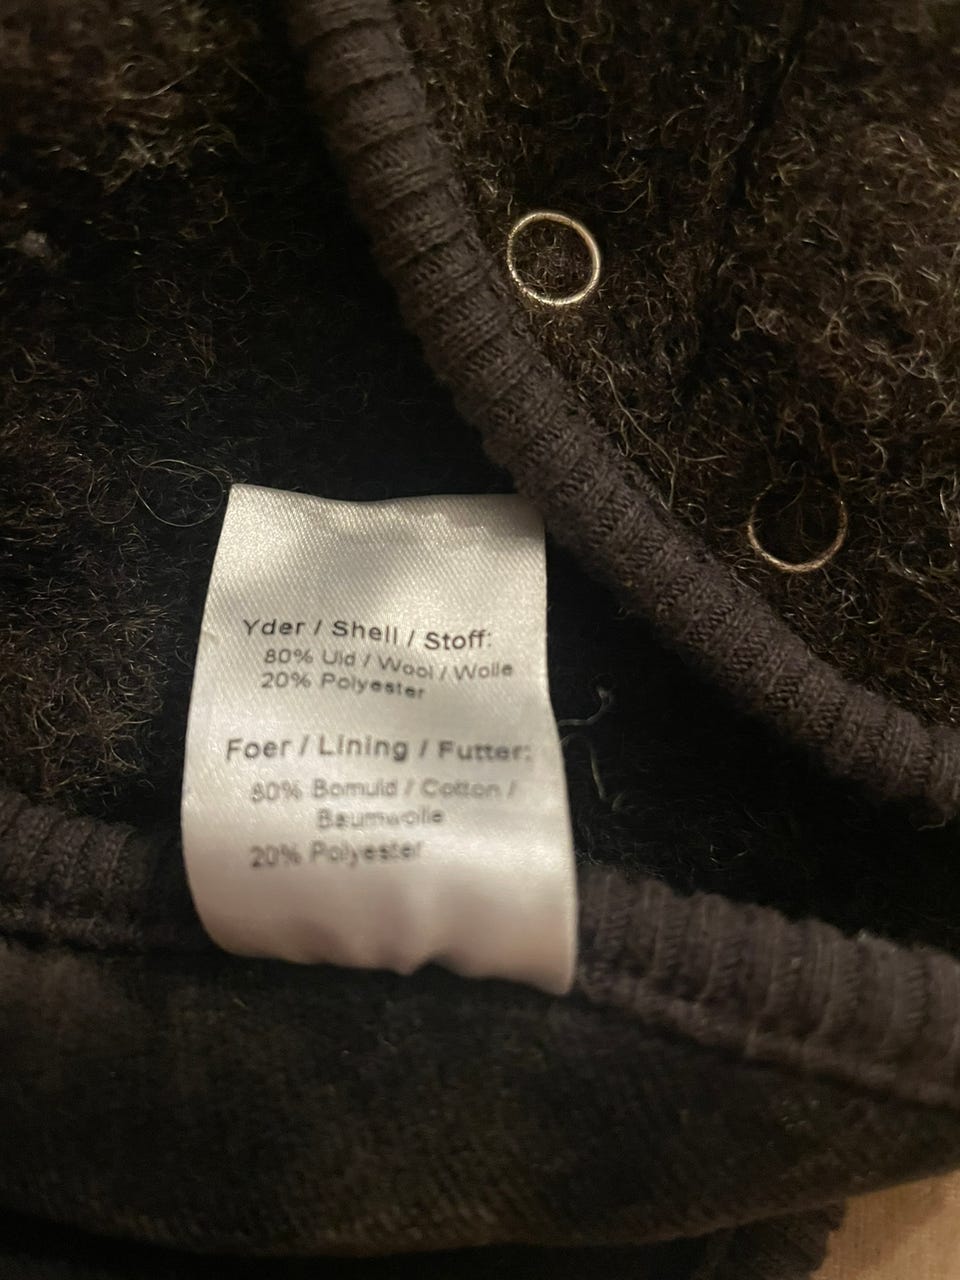 Yder / Shell / Stoff:
80% Uld / Wool / Wolle
20% Polyester
Foer / Lining / Futter:
80% Bomuld / Cotton /
Baumwolle
20% Polyester